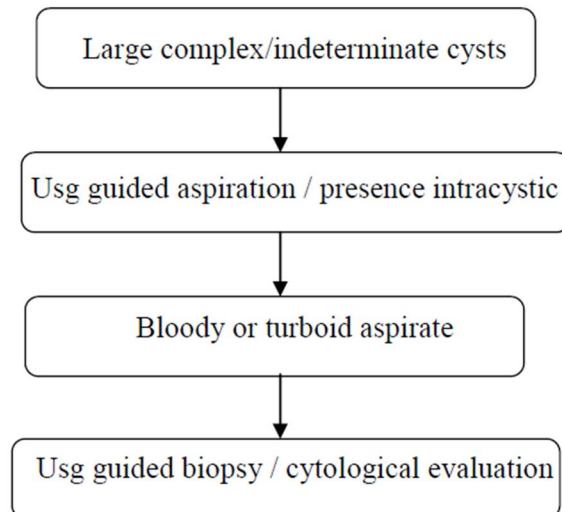 Large complex/indeterminate cysts
Usg guided aspiration / presence intracystic
Bloody or turboid aspirate
Usg guided biopsy / cytological evaluation